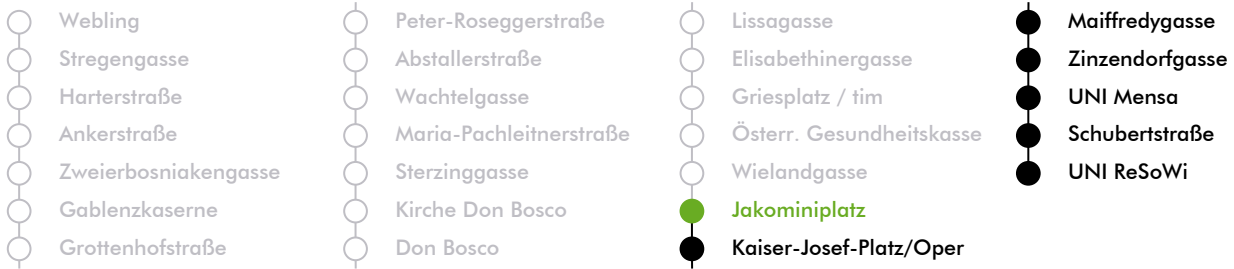 Webling
Stregengasse
Harterstraße
Ankerstraße
Zweierbosniakengasse
Gablenzkaserne
Grottenhofstraße
Peter-Roseggerstraße
Abstallerstraße
Wachtelgasse
Maria-Pachleitnerstraße
Sterzinggasse
Kirche Don Bosco
Don Bosco
Lissagasse
Elisabethinergasse
Griesplatz / tim
Österr. Gesundheitskasse
Wielandgasse
Jakominiplatz
Kaiser-Josef-Platz/Oper
Maiffredygasse
Zinzendorfgasse
UNI Mensa
Schubertstraße
UNI ReSoWi